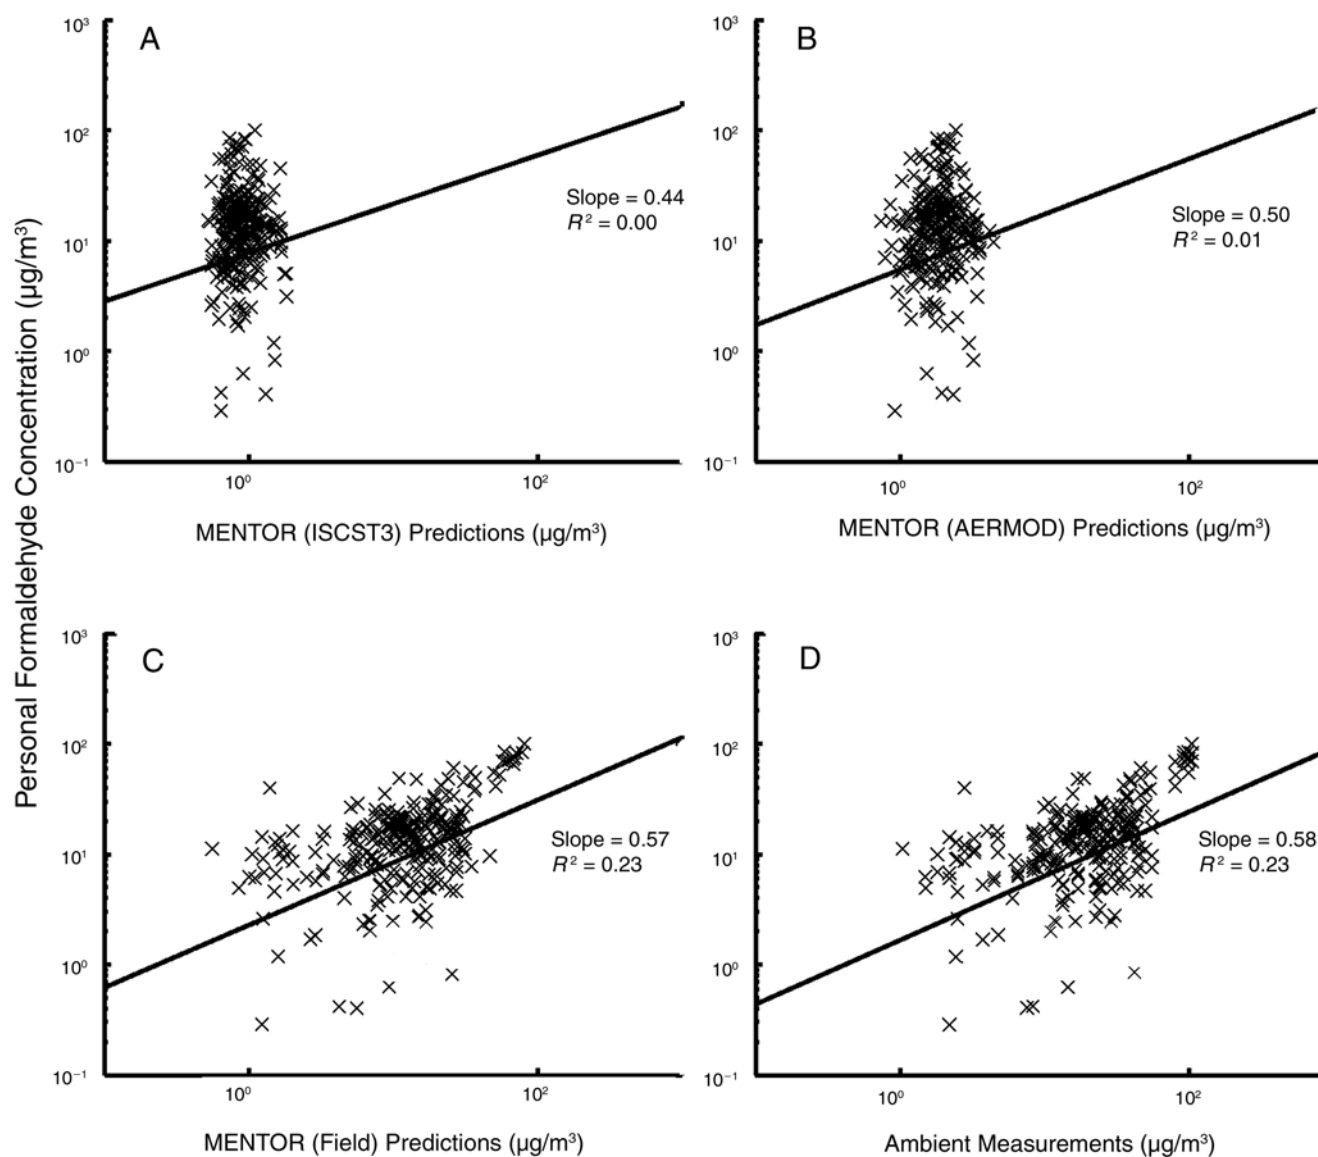 Personal Formaldehyde Concentration (µg/m³)
A
10³
10²
10¹
10⁰
10⁻¹
Slope = 0.44
R² = 0.00
10⁰
10²
MENTOR (ISCST3) Predictions (µg/m³)
B
10³
10²
10¹
10⁰
10⁻¹
Slope = 0.50
R² = 0.01
10⁰
10²
MENTOR (AERMOD) Predictions (µg/m³)
C
10³
10²
10¹
10⁰
10⁻¹
Slope = 0.57
R² = 0.23
10⁰
10²
MENTOR (Field) Predictions (µg/m³)
D
10³
10²
10¹
10⁰
10⁻¹
Slope = 0.58
R² = 0.23
10⁰
10²
Ambient Measurements (µg/m³)